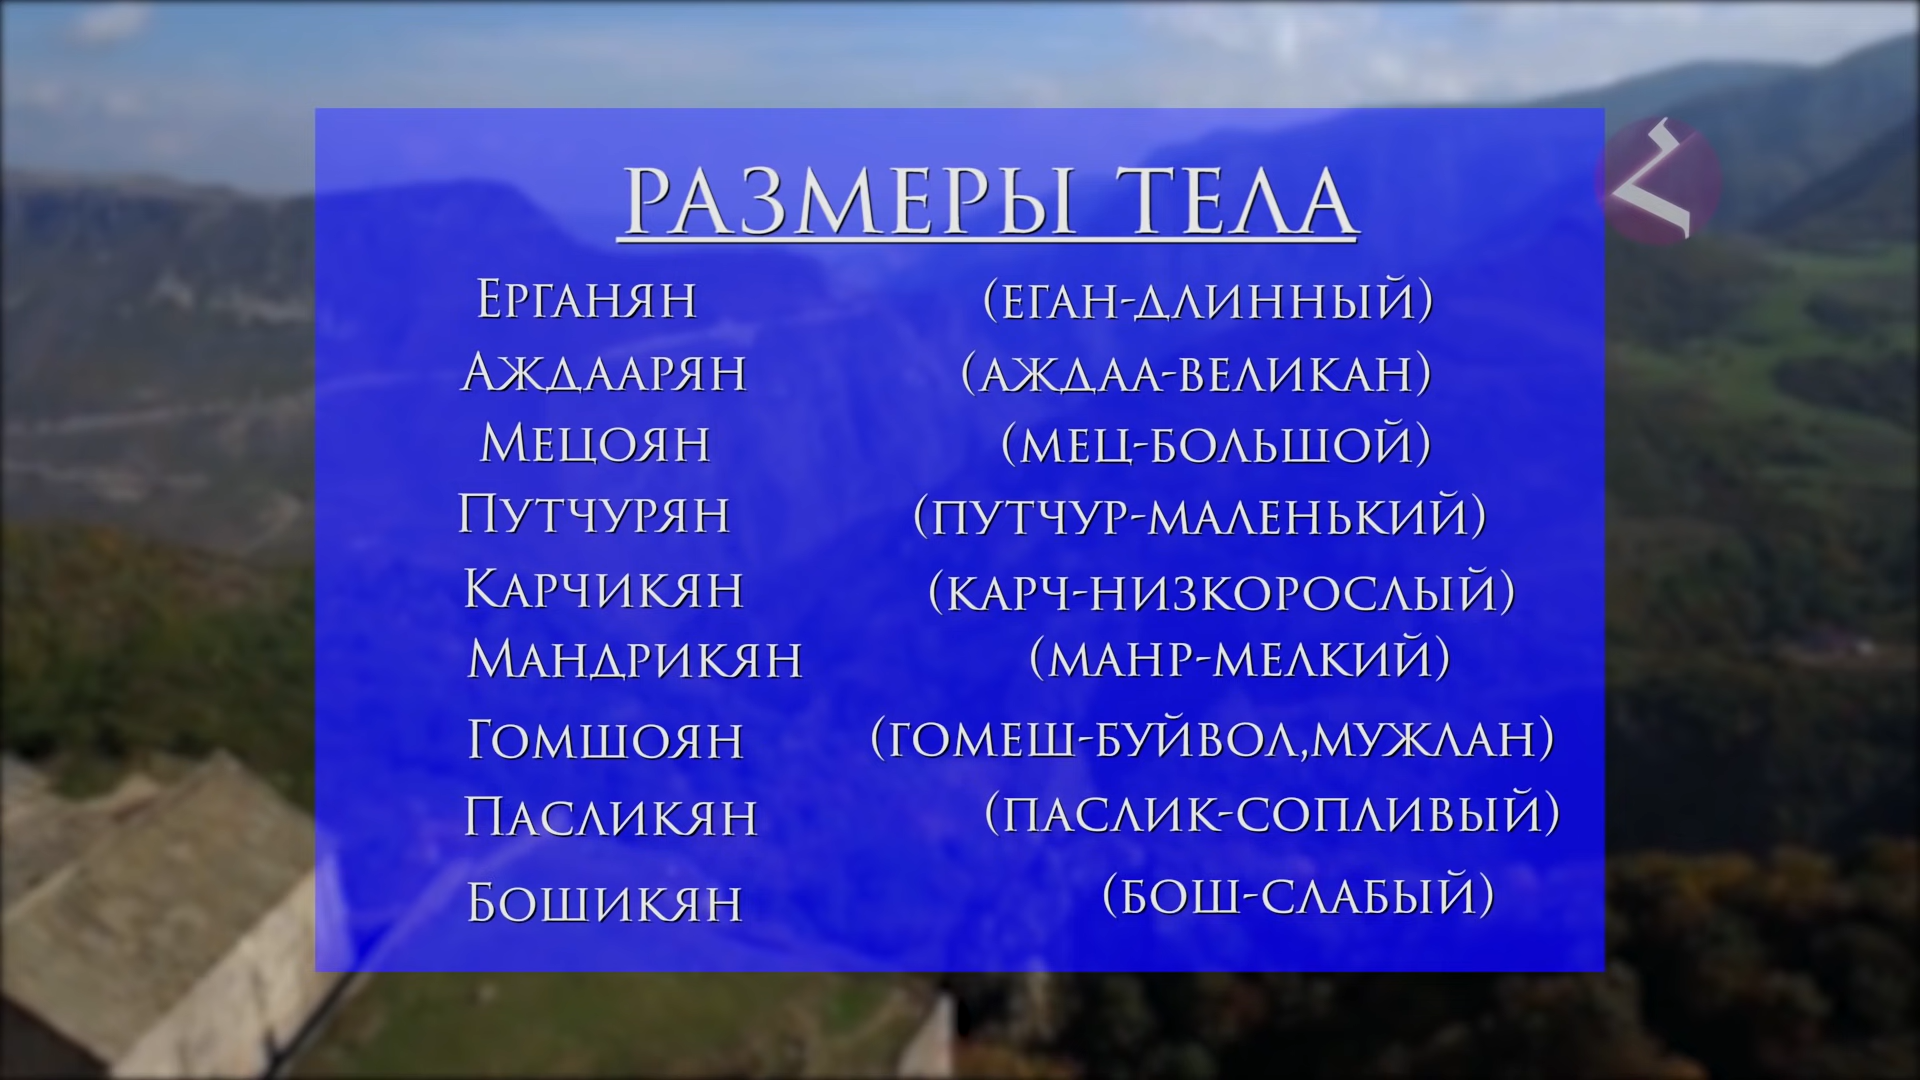 РАЗМЕРЫ ТЕЛА
Ерганян (еган-длинный)
Аждаарян (аждаа-великан)
Мецоян (мец-большой)
Путчурян (путчур-маленький)
Карчикян (карч-низкорослый)
Мандрикян (манр-мелкий)
Гомшоян (гомеш-буйвол,мужлан)
Пасликян (паслик-сопливый)
Бошикян (бош-слабый)